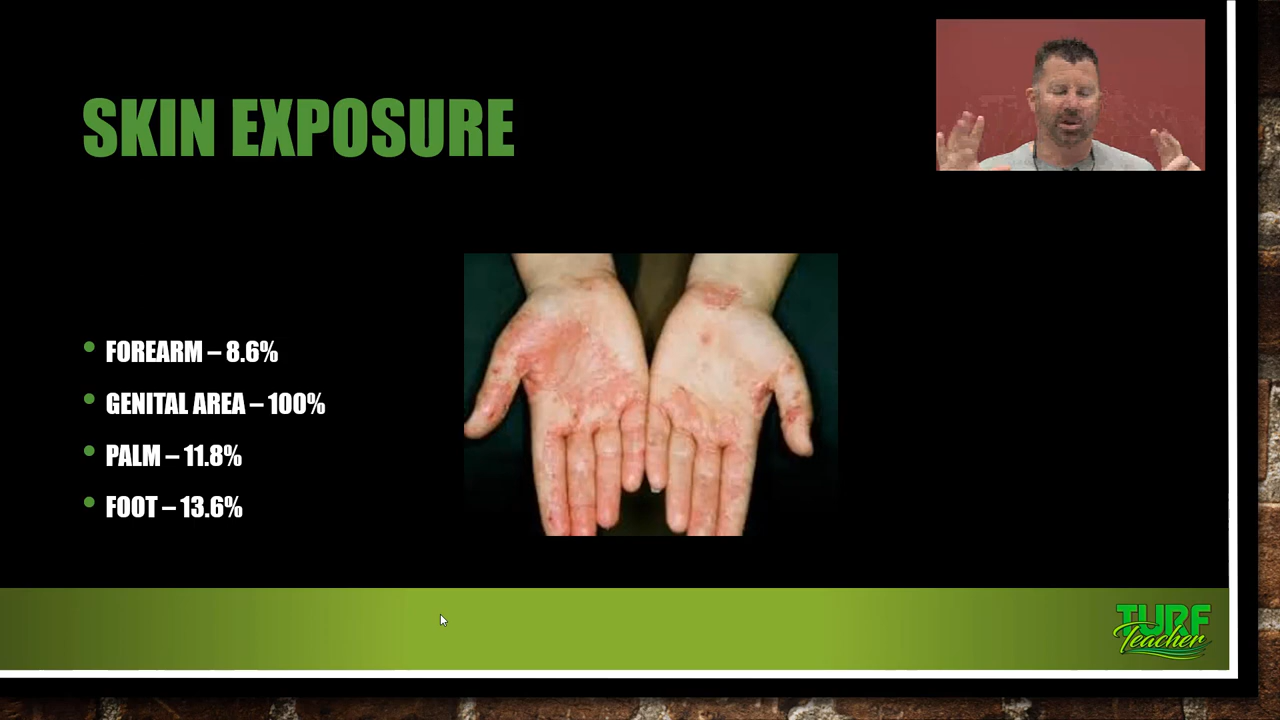 SKIN EXPOSURE
FOREARM – 8.6%
GENITAL AREA – 100%
PALM – 11.8%
FOOT – 13.6%
TURF
Teacher